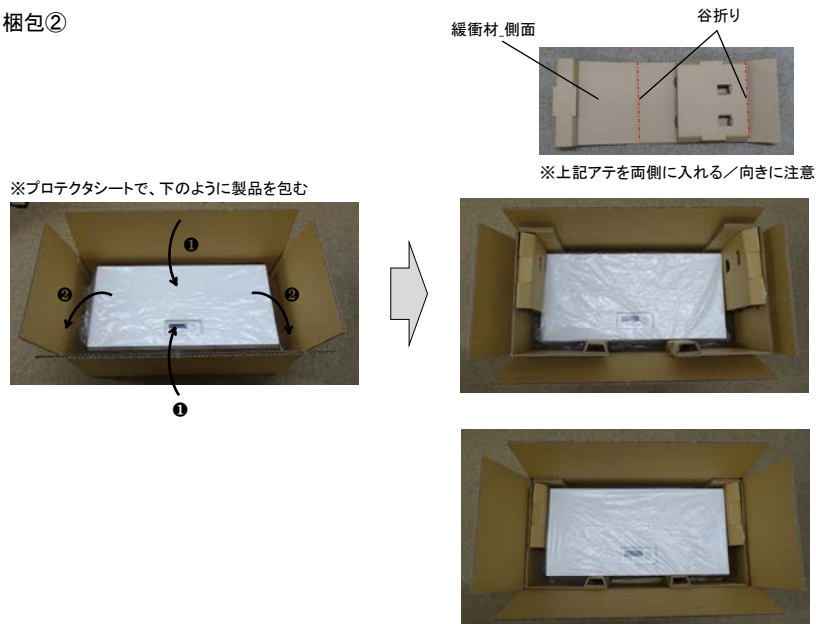 梱包②
緩衝材_側面
谷折り
※上記アテを両側に入れる／向きに注意
※プロテクタシートで、下のように製品を包む
❶
❷
❷
❶